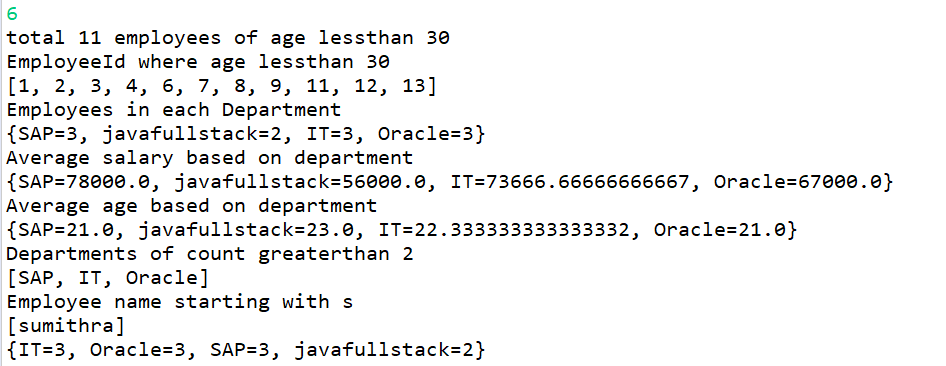 6
total 11 employees of age lessthan 30
EmployeeId where age lessthan 30
[1, 2, 3, 4, 6, 7, 8, 9, 11, 12, 13]
Employees in each Department
{SAP=3, javafullstack=2, IT=3, Oracle=3}
Average salary based on department
{SAP=78000.0, javafullstack=56000.0, IT=73666.66666666667, Oracle=67000.0}
Average age based on department
{SAP=21.0, javafullstack=23.0, IT=22.333333333333332, Oracle=21.0}
Departments of count greaterthan 2
[SAP, IT, Oracle]
Employee name starting with s
[sumithra]
{IT=3, Oracle=3, SAP=3, javafullstack=2}